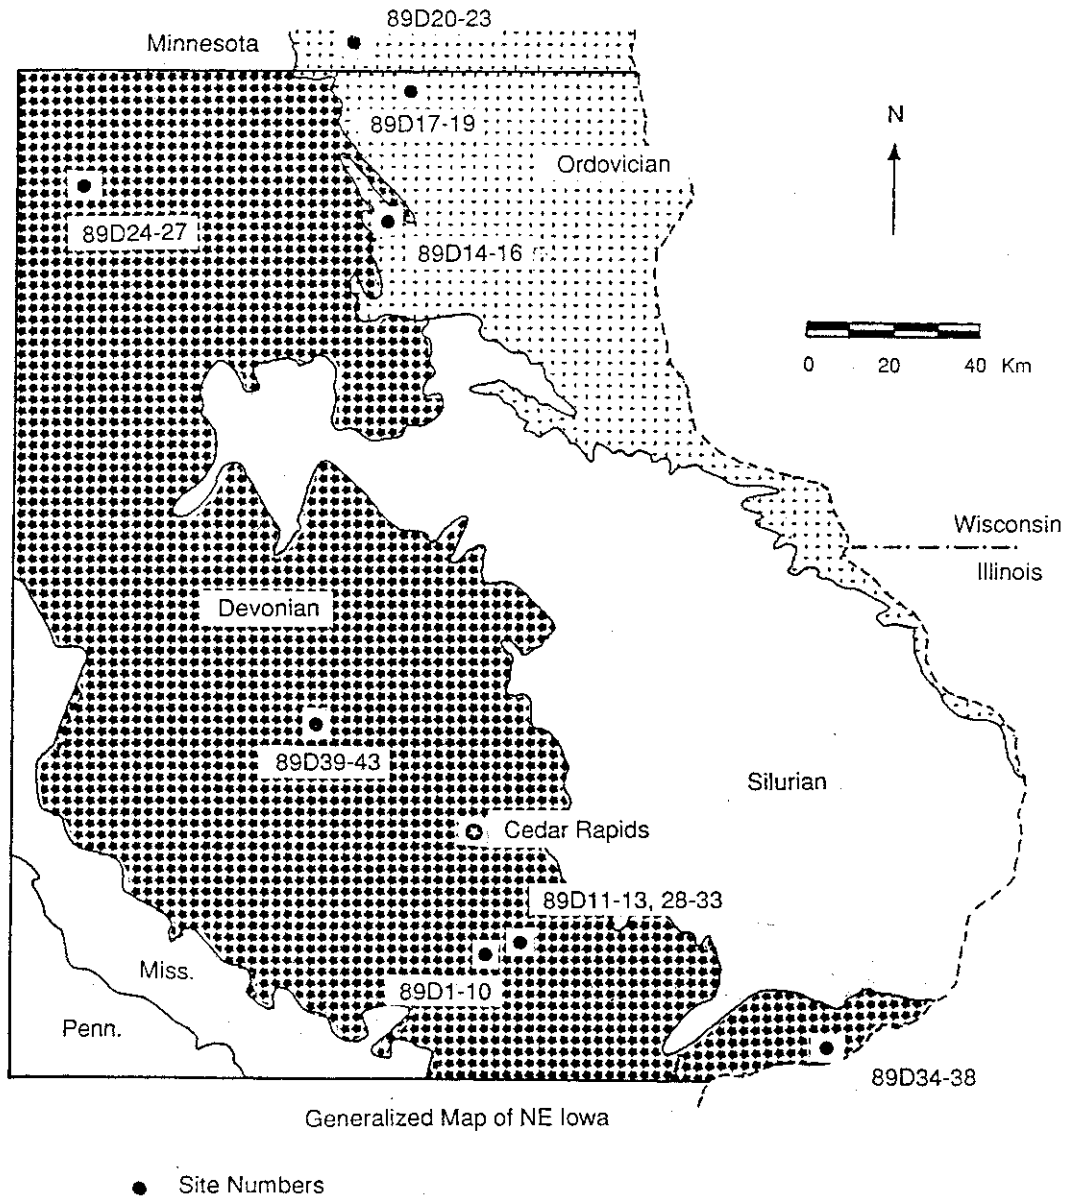 89D20-23
Minnesota
89D17-19
N
Ordovician
89D24-27
89D14-16
0 20 40 Km
Wisconsin
Illinois
Devonian
89D39-43
Silurian
Cedar Rapids
89D11-13, 28-33
Miss.
89D1-10
Penn.
89D34-38
Generalized Map of NE Iowa
Site Numbers